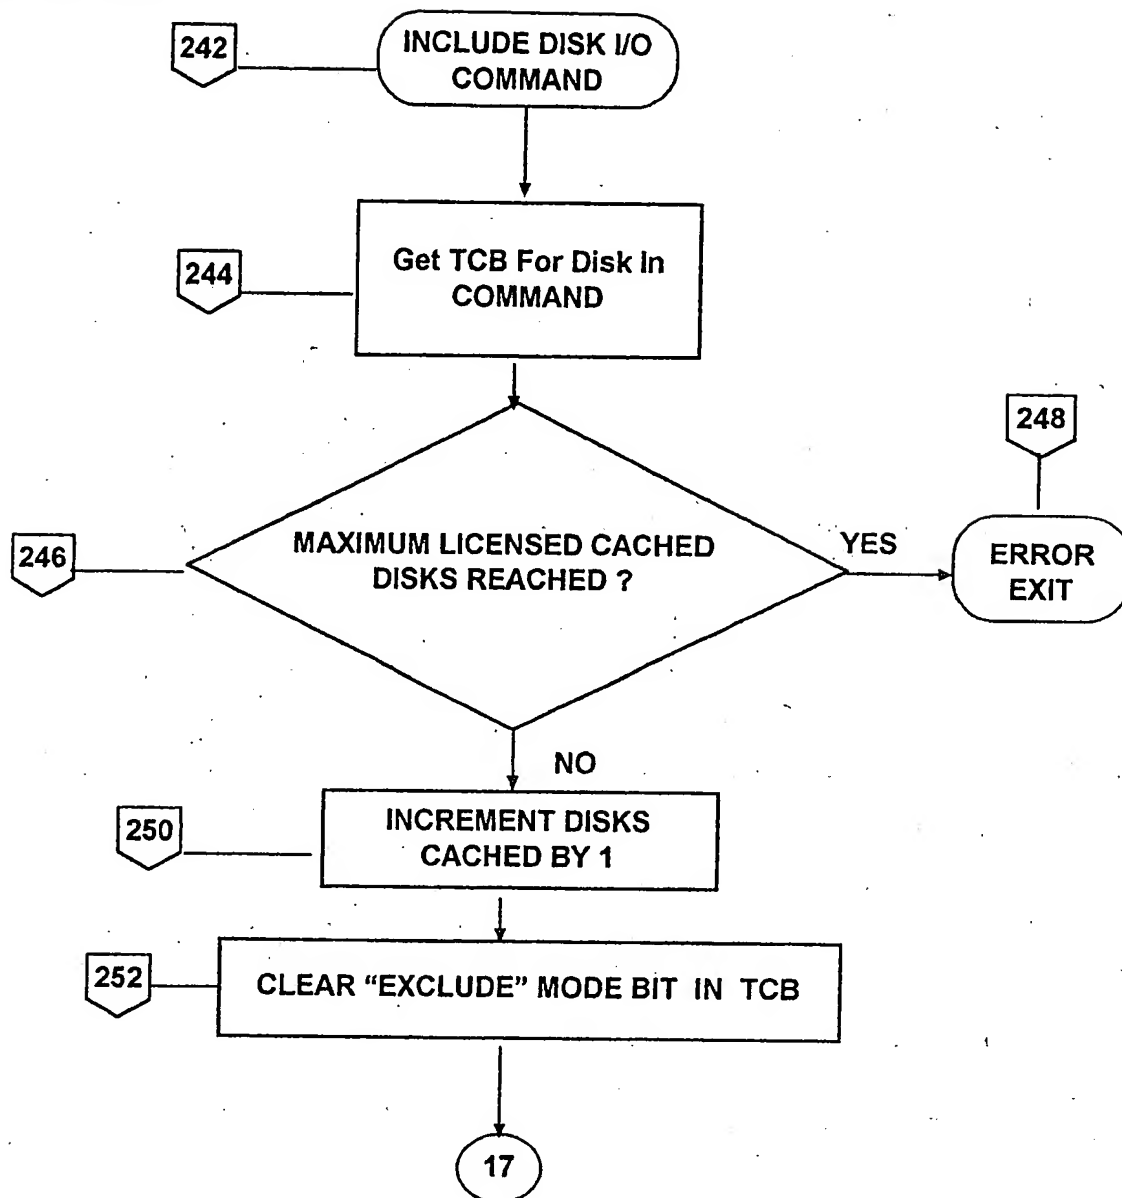 242
INCLUDE DISK I/O
COMMAND
244
Get TCB For Disk In
COMMAND
248
246
MAXIMUM LICENSED CACHED
DISKS REACHED ?
YES
ERROR
EXIT
NO
250
INCREMENT DISKS
CACHED BY 1
252
CLEAR “EXCLUDE” MODE BIT IN TCB
17